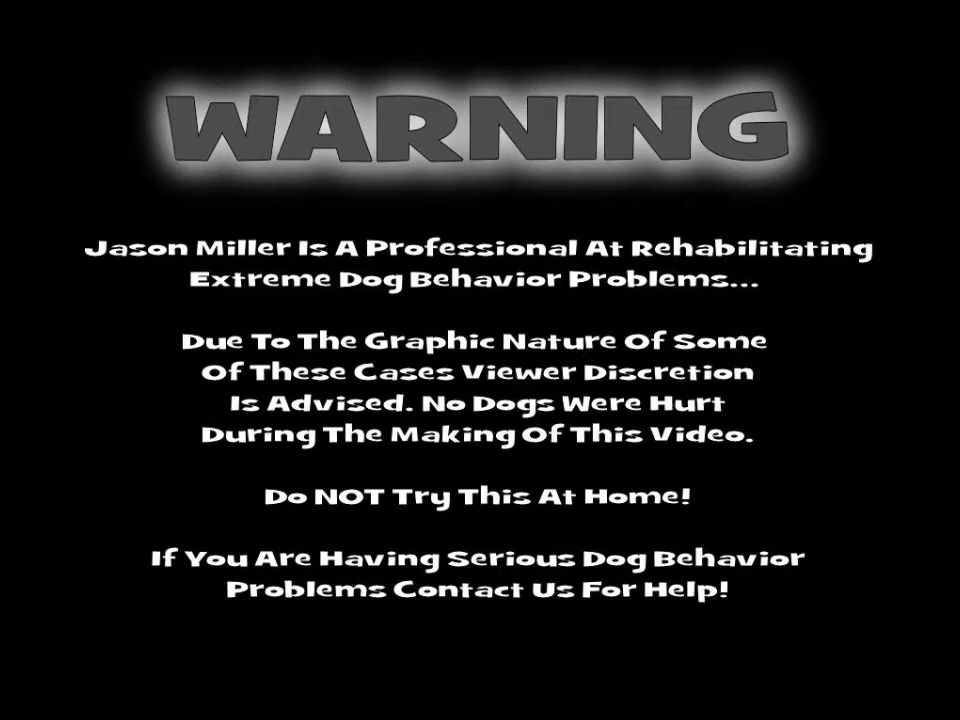 WARNING
Jason Miller Is A Professional At Rehabilitating
Extreme Dog Behavior Problems...
Due To The Graphic Nature Of Some
Of These Cases Viewer Discretion
Is Advised. No Dogs Were Hurt
During The Making Of This Video.
Do NOT Try This At Home!
If You Are Having Serious Dog Behavior
Problems Contact Us For Help!